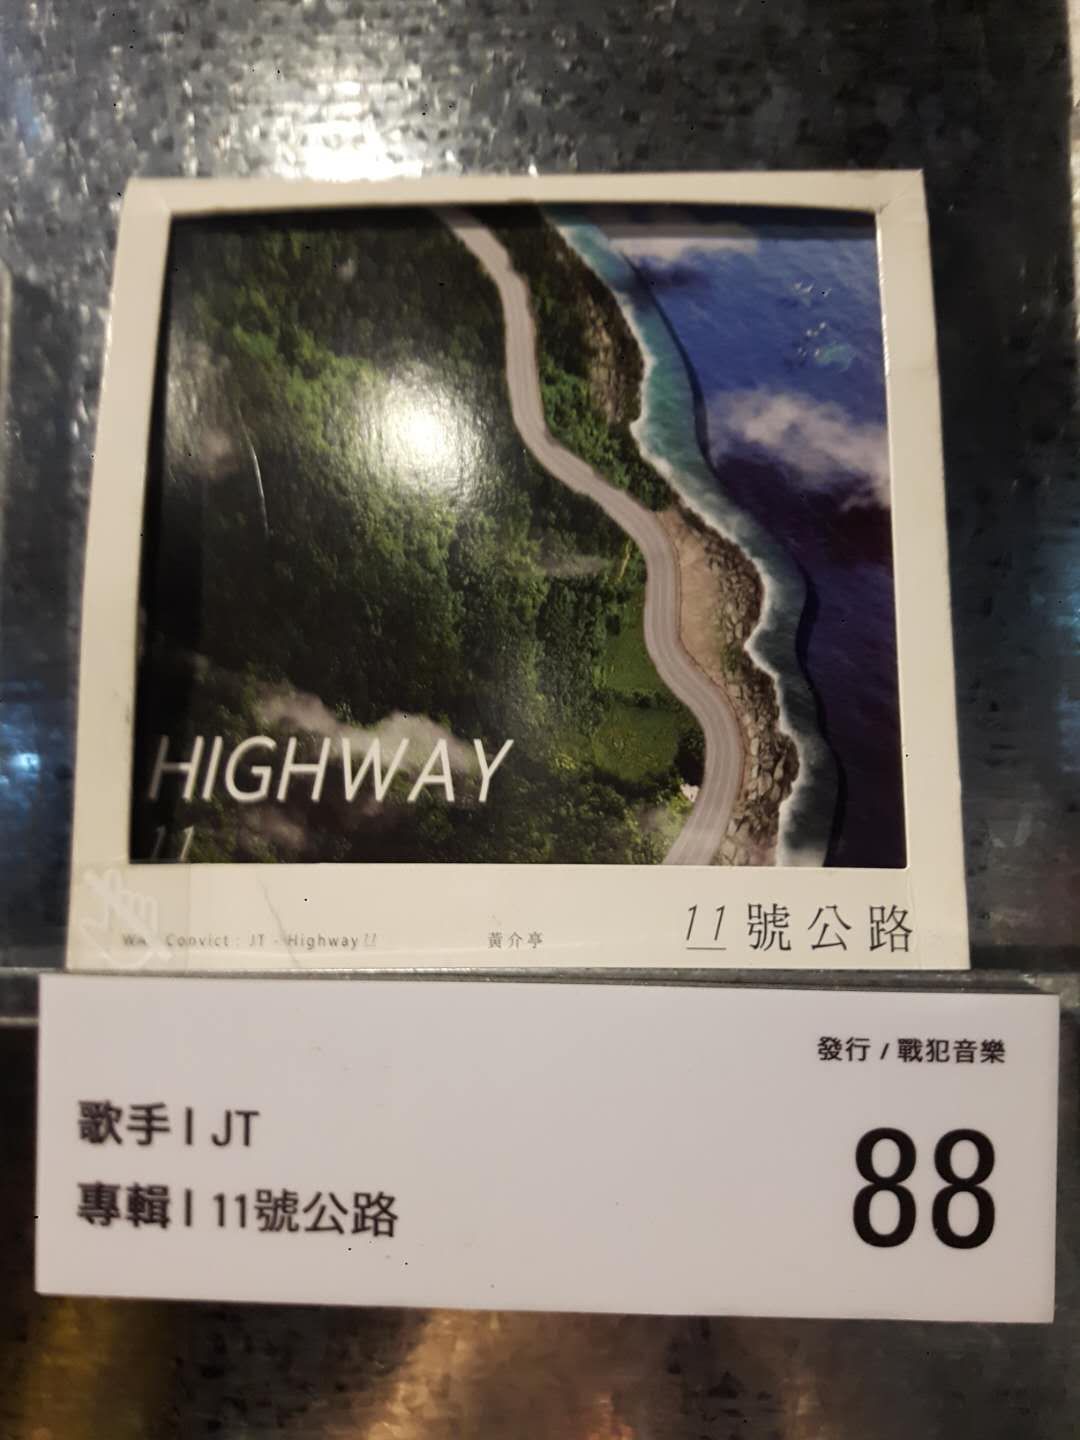 HIGHWAY
11
Convict : JT - Highway 11
黃介亭
11號公路
發行 / 戰犯音樂
歌手 | JT
專輯 | 11號公路
88